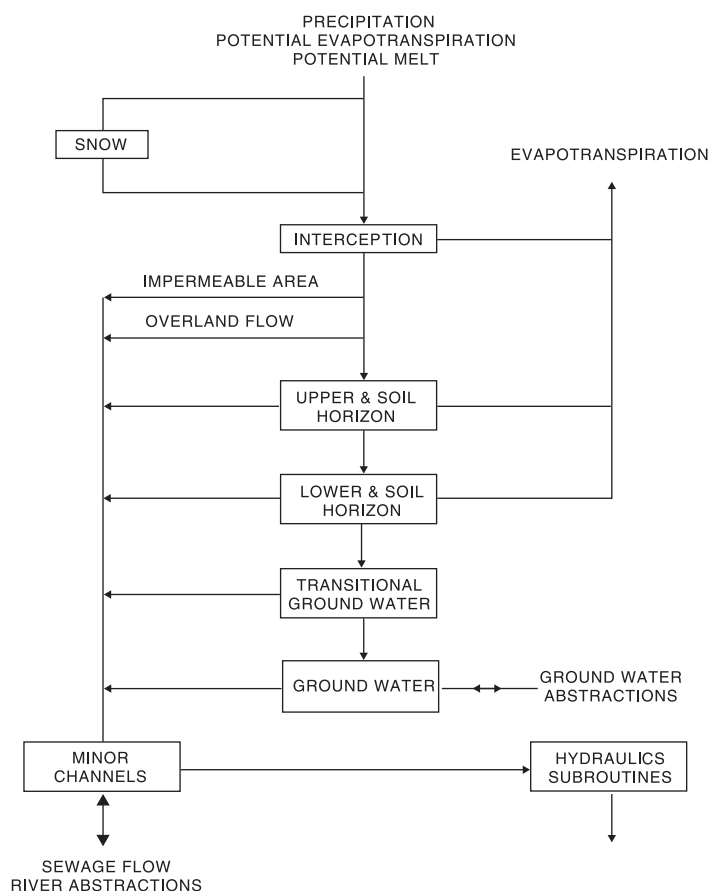 PRECIPITATION
POTENTIAL EVAPOTRANSPIRATION
POTENTIAL MELT
SNOW
EVAPOTRANSPIRATION
INTERCEPTION
IMPERMEABLE AREA
OVERLAND FLOW
UPPER & SOIL
HORIZON
LOWER & SOIL
HORIZON
TRANSITIONAL
GROUND WATER
GROUND WATER
GROUND WATER
ABSTRACTIONS
MINOR
CHANNELS
HYDRAULICS
SUBROUTINES
SEWAGE FLOW
RIVER ABSTRACTIONS